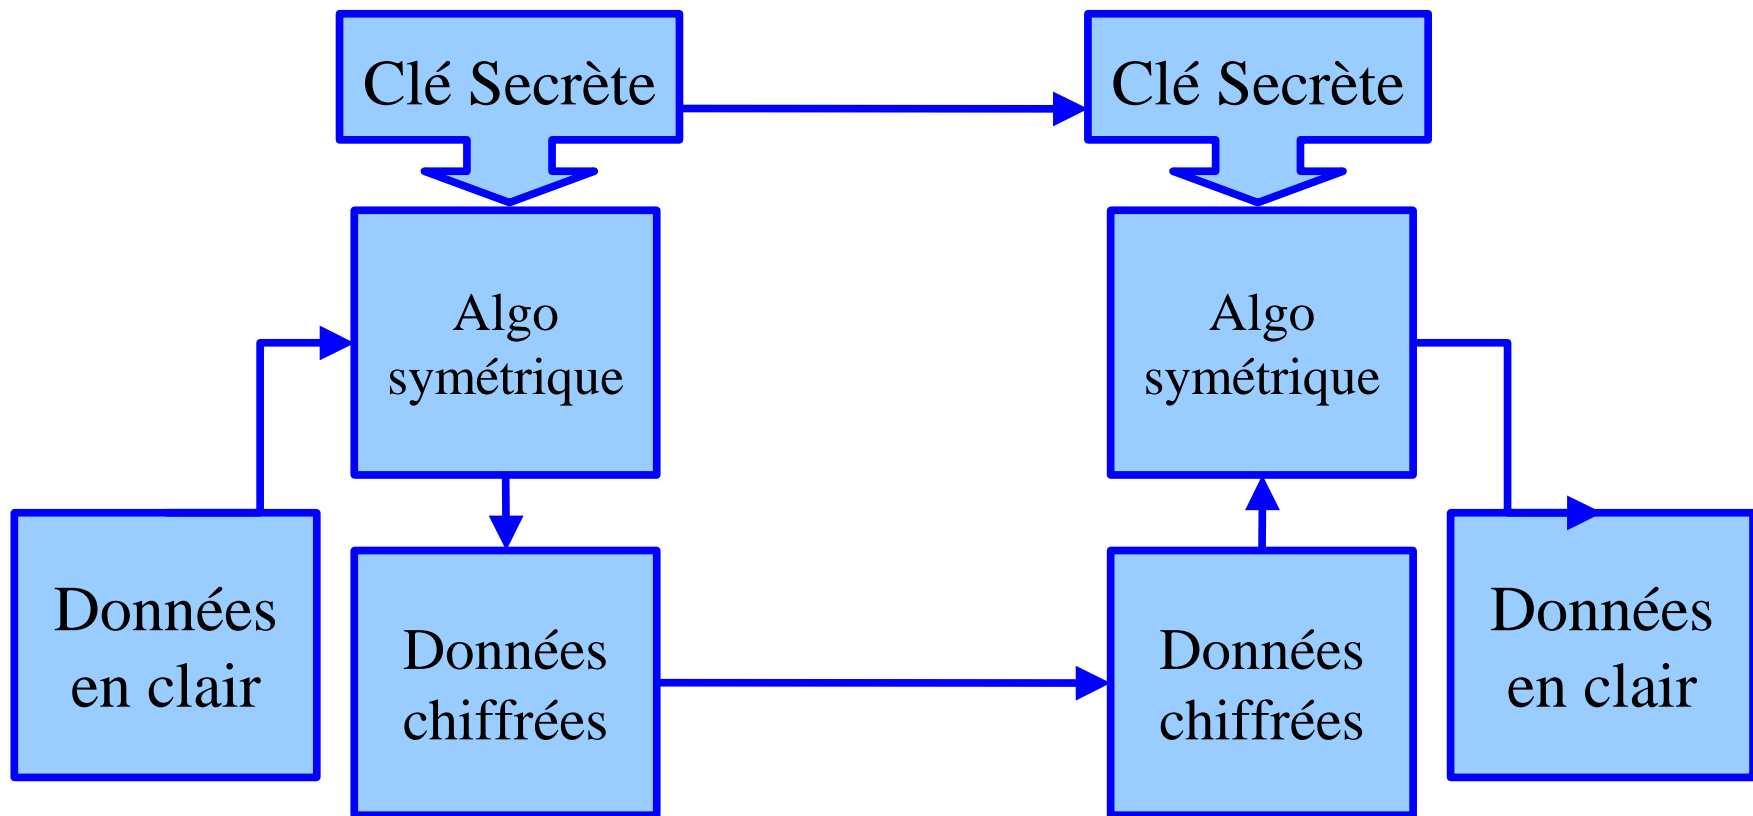 Clé Secrète
Clé Secrète
Algo
symétrique
Algo
symétrique
Données
en clair
Données
chiffrées
Données
chiffrées
Données
en clair